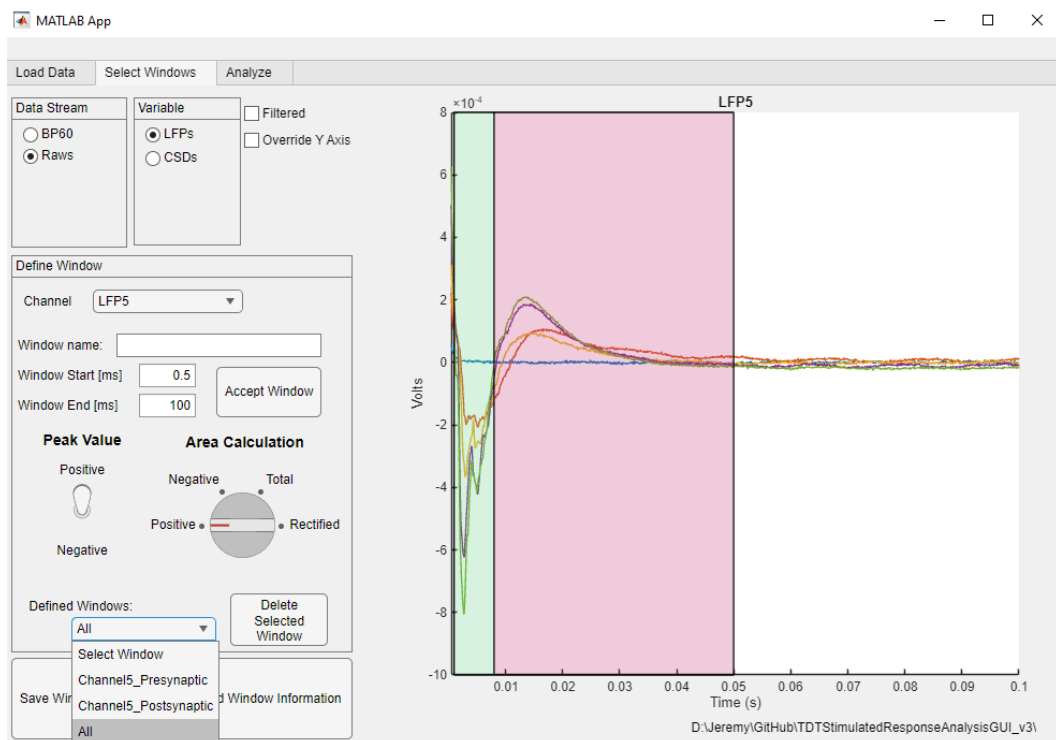 MATLAB App
Load Data
Select Windows
Analyze
Data Stream
BP60
Raws
Variable
LFPs
CSDs
Filtered
Override Y Axis
Define Window
Channel
LFP5
Window name:
Window Start [ms]
0.5
Window End [ms]
100
Accept Window
Peak Value
Positive
Negative
Area Calculation
Negative
Total
Positive
Rectified
Defined Windows:
All
Delete
Selected
Window
Select Window
Channel5_Presynaptic
Channel5_Postsynaptic
All
Save Wi
d Window Information
LFP5
×10-4
8
6
4
2
0
-2
-4
-6
-8
-10
Volts
0.01
0.02
0.03
0.04
0.05
0.06
0.07
0.08
0.09
0.1
Time (s)
D:\Jeremy\GitHub\TDTStimulatedResponseAnalysisGUI_v3\